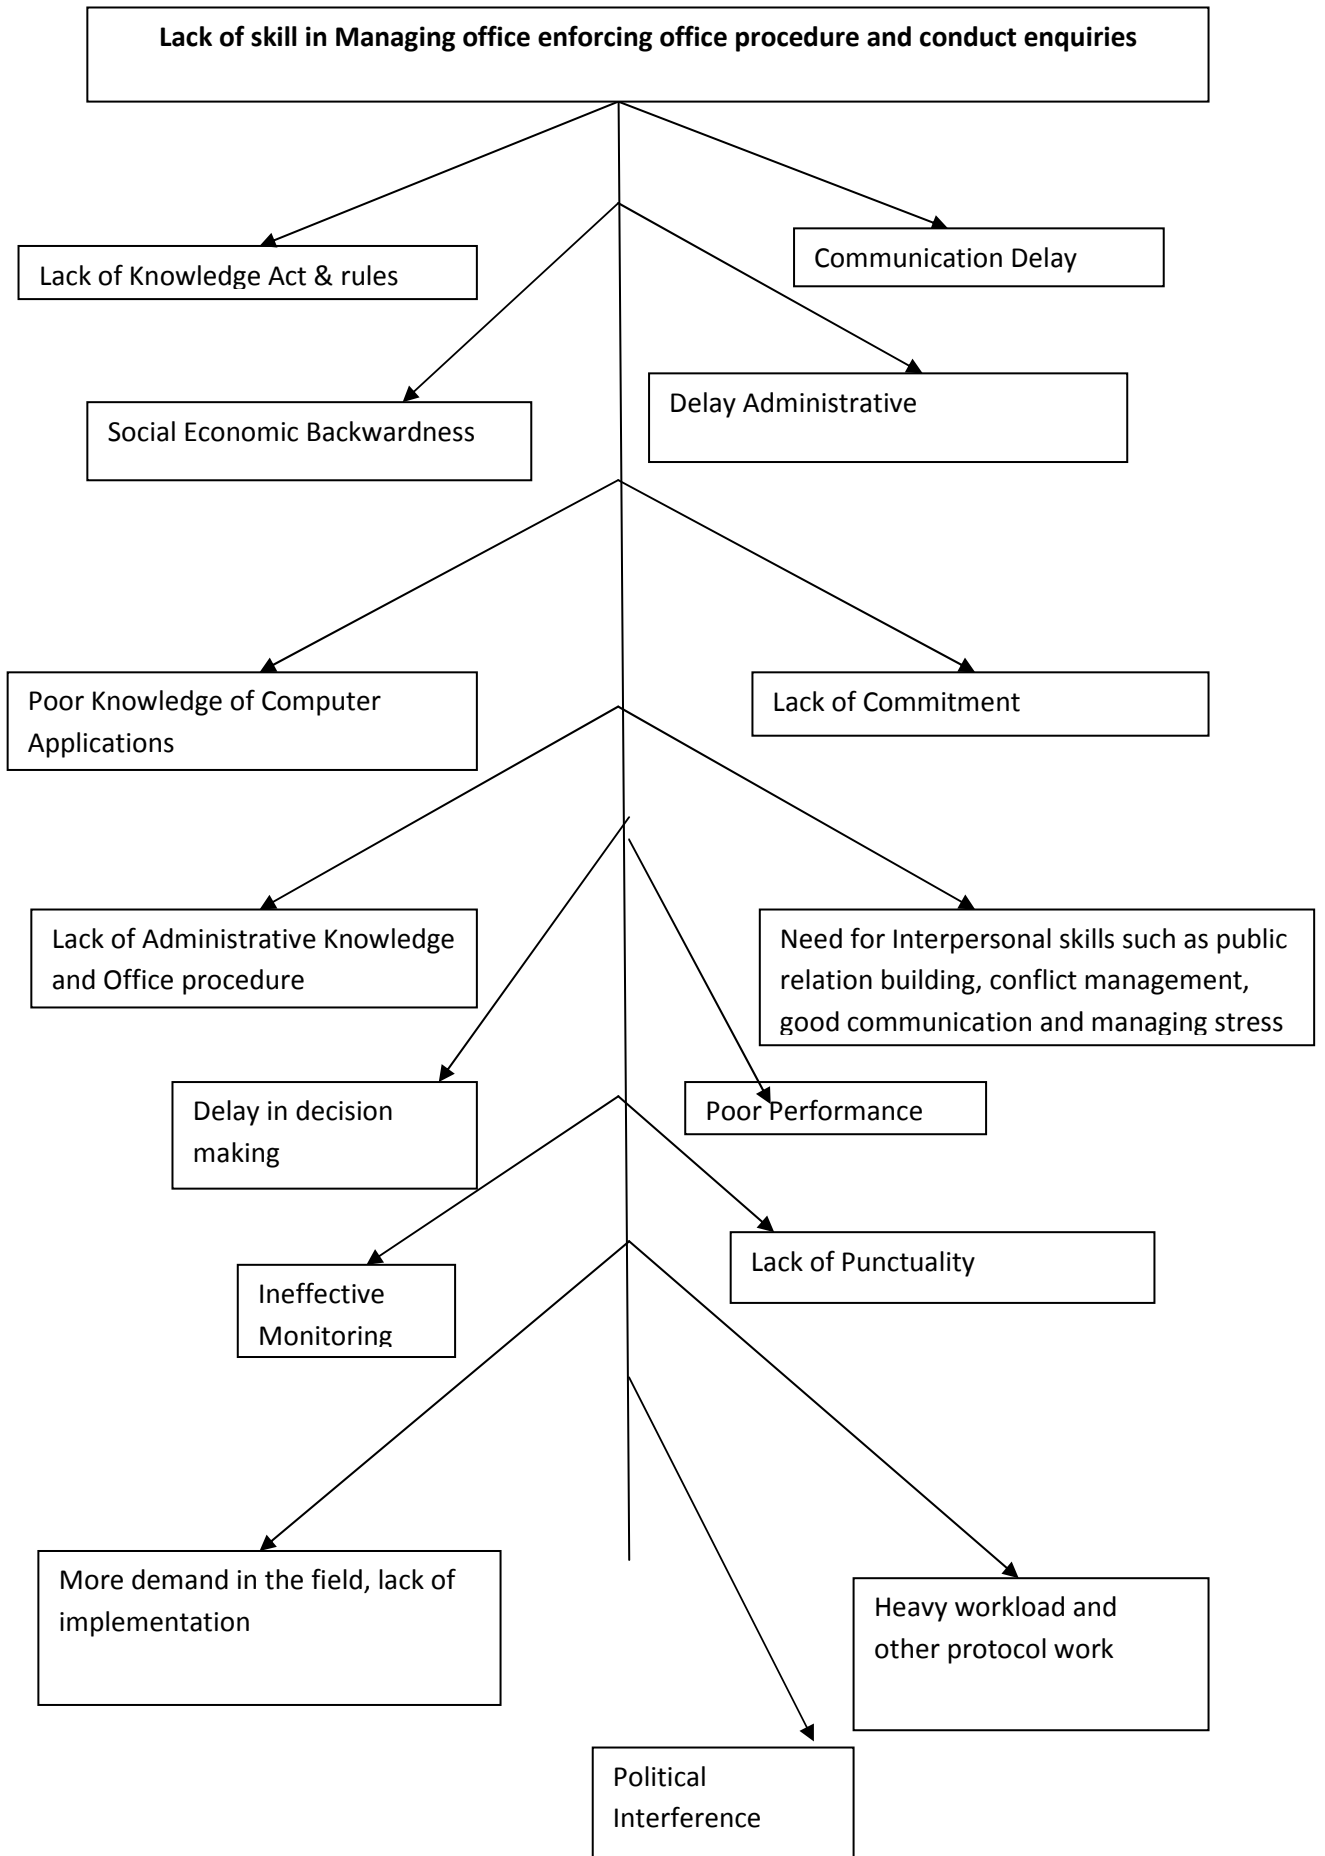 Lack of skill in Managing office enforcing office procedure and conduct enquiries
Communication Delay
Lack of Knowledge Act & rules
Delay Administrative
Social Economic Backwardness
Poor Knowledge of Computer
Applications
Lack of Commitment
Lack of Administrative Knowledge
and Office procedure
Need for Interpersonal skills such as public
relation building, conflict management,
good communication and managing stress
Delay in decision
making
Poor Performance
Lack of Punctuality
Ineffective
Monitoring
More demand in the field, lack of
implementation
Heavy workload and
other protocol work
Political
Interference